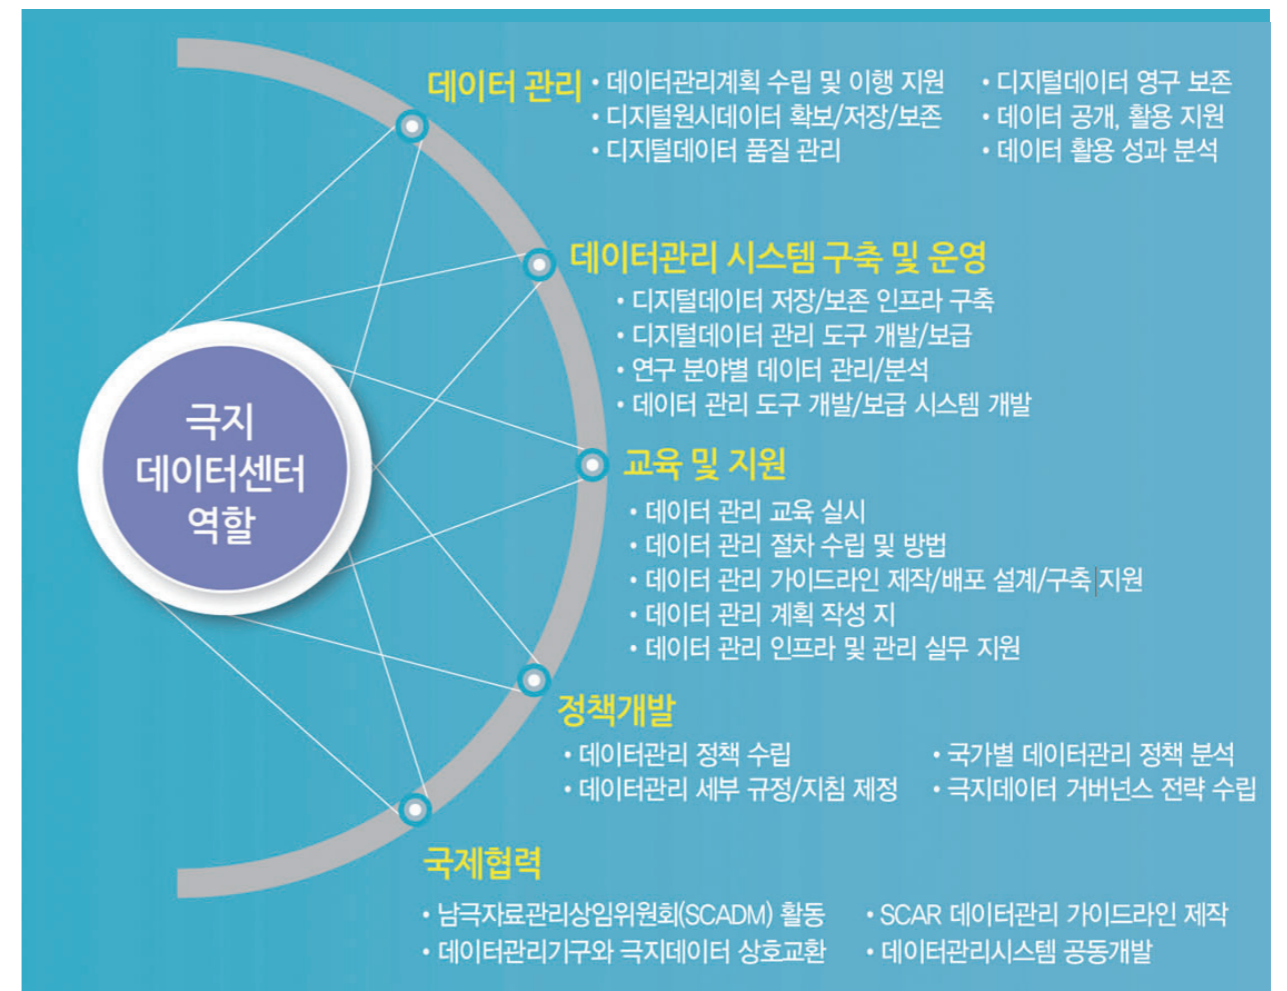 데이터 관리
• 데이터관리계획 수립 및 이행 지원
• 디지털원시데이터 확보/저장/보존
• 디지털데이터 품질 관리
• 디지털데이터 영구 보존
• 데이터 공개, 활용 지원
• 데이터 활용 성과 분석
데이터관리 시스템 구축 및 운영
• 디지털데이터 저장/보존 인프라 구축
• 디지털데이터 관리 도구 개발/보급
• 연구 분야별 데이터 관리/분석
• 데이터 관리 도구 개발/보급 시스템 개발
극지
데이터센터
역할
교육 및 지원
• 데이터 관리 교육 실시
• 데이터 관리 절차 수립 및 방법
• 데이터 관리 가이드라인 제작/배포 설계/구축 지원
• 데이터 관리 계획 작성 지
• 데이터 관리 인프라 및 관리 실무 지원
정책개발
• 데이터관리 정책 수립
• 데이터관리 세부 규정/지침 제정
• 국가별 데이터관리 정책 분석
• 극지데이터 거버넌스 전략 수립
국제협력
• 남극자료관리상임위원회(SCADM) 활동
• 데이터관리기구와 극지데이터 상호교환
• SCAR 데이터관리 가이드라인 제작
• 데이터관리시스템 공동개발